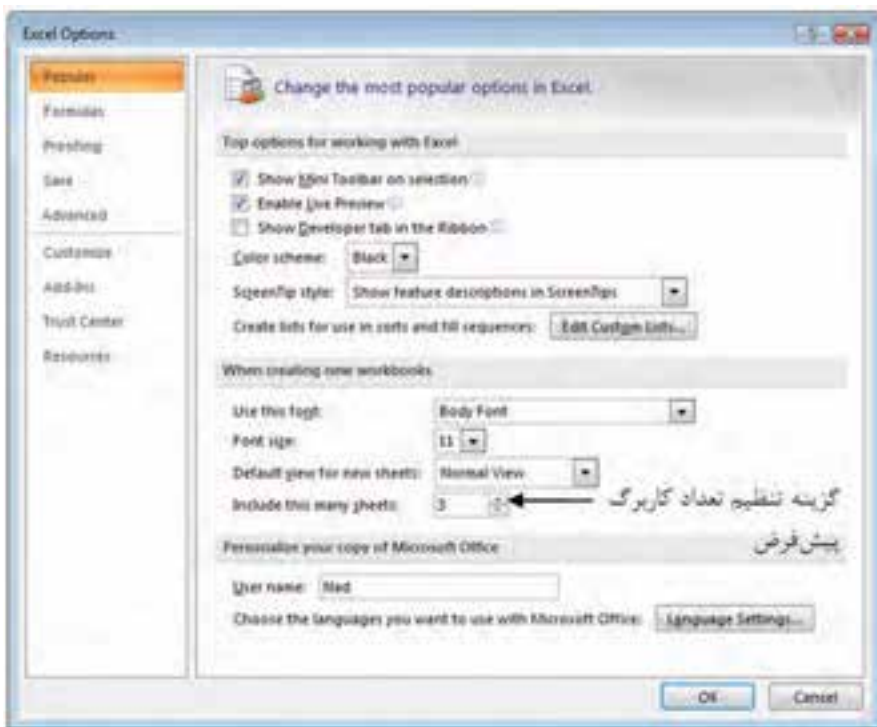 Excel Options
Popular
Formulas
Proofing
Save
Advanced
Customize
Add-Ins
Trust Center
Resources
Change the most popular options in Excel.
Top options for working with Excel
Show Mini Toolbar on selection
Enable Live Preview
Show Developer tab in the Ribbon
Color scheme: Black
ScreenTip style: Show feature descriptions in ScreenTips
Create lists for use in sorts and fill sequences: Edit Custom Lists...
When creating new workbooks
Use this font: Body Font
Font size: 11
Default view for new sheets: Normal View
Include this many sheets: 3
گزینه تنظیم تعداد کاربرگ
پیش‌فرض
Personalize your copy of Microsoft Office
User name:
Choose the languages you want to use with Microsoft Office: Language Settings...
OK Cancel